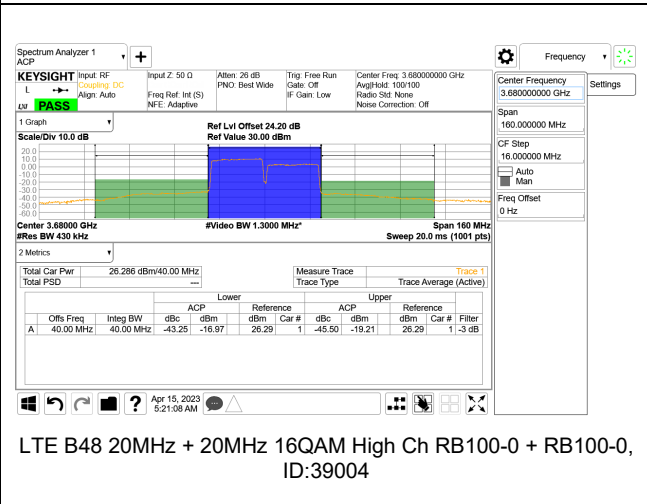 Spectrum Analyzer 1
ACP
Frequency
KEYSIGHT
L
PASS
Input: RF
Coupling: DC
Align: Auto
Input Z: 50 Ω
Freq Ref: Int (S)
NFE: Adaptive
Atten: 26 dB
PNO: Best Wide
Trig: Free Run
Gate: Off
IF Gain: Low
Center Freq: 3.680000000 GHz
Avg|Hold: 100/100
Radio Std: None
Noise Correction: Off
Center Frequency
3.680000000 GHz
Settings
Span
160.000000 MHz
CF Step
16.000000 MHz
Auto
Man
Freq Offset
0 Hz
1 Graph
Scale/Div 10.0 dB
Ref Lvl Offset 24.20 dB
Ref Value 30.00 dBm
20.0
10.0
0.00
-10.0
-20.0
-30.0
-40.0
-50.0
-60.0
Center 3.68000 GHz
#Video BW 1.3000 MHz*
Span 160 MHz
#Res BW 430 kHz
Sweep 20.0 ms (1001 pts)
2 Metrics
Total Car Pwr 26.286 dBm/40.00 MHz
Total PSD ---
Measure Trace Trace 1
Trace Type Trace Average (Active)
Lower Upper
ACP Reference ACP Reference
Offs Freq Integ BW dBc dBm dBm Car # dBc dBm dBm Car # Filter
A 40.00 MHz 40.00 MHz -43.25 -16.97 26.29 1 -45.50 -19.21 26.29 1 -3 dB
Apr 15, 2023
5:21:08 AM
LTE B48 20MHz + 20MHz 16QAM High Ch RB100-0 + RB100-0,
ID:39004